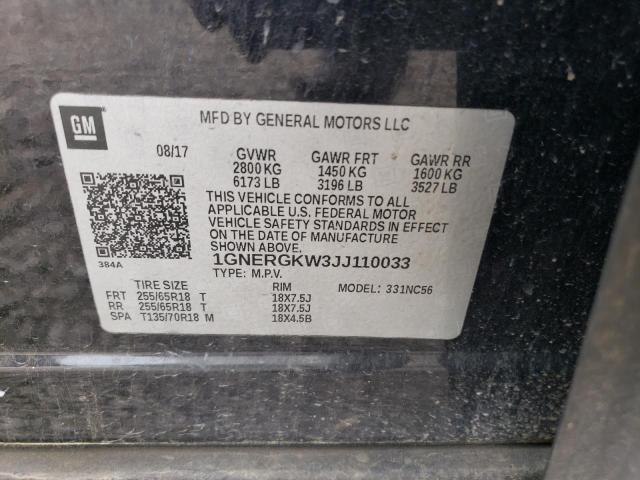 GM
MFD BY GENERAL MOTORS LLC
08/17 GVWR GAWR FRT GAWR RR
2800 KG 1450 KG 1600 KG
6173 LB 3196 LB 3527 LB
THIS VEHICLE CONFORMS TO ALL
APPLICABLE U.S. FEDERAL MOTOR
VEHICLE SAFETY STANDARDS IN EFFECT
ON THE DATE OF MANUFACTURE
SHOWN ABOVE.
384A 1GNERGKW3JJ110033
TYPE: M.P.V.
TIRE SIZE RIM MODEL: 331NC56
FRT 255/65R18 T 18X7.5J
RR 255/65R18 T 18X7.5J
SPA T135/70R18 M 18X4.5B